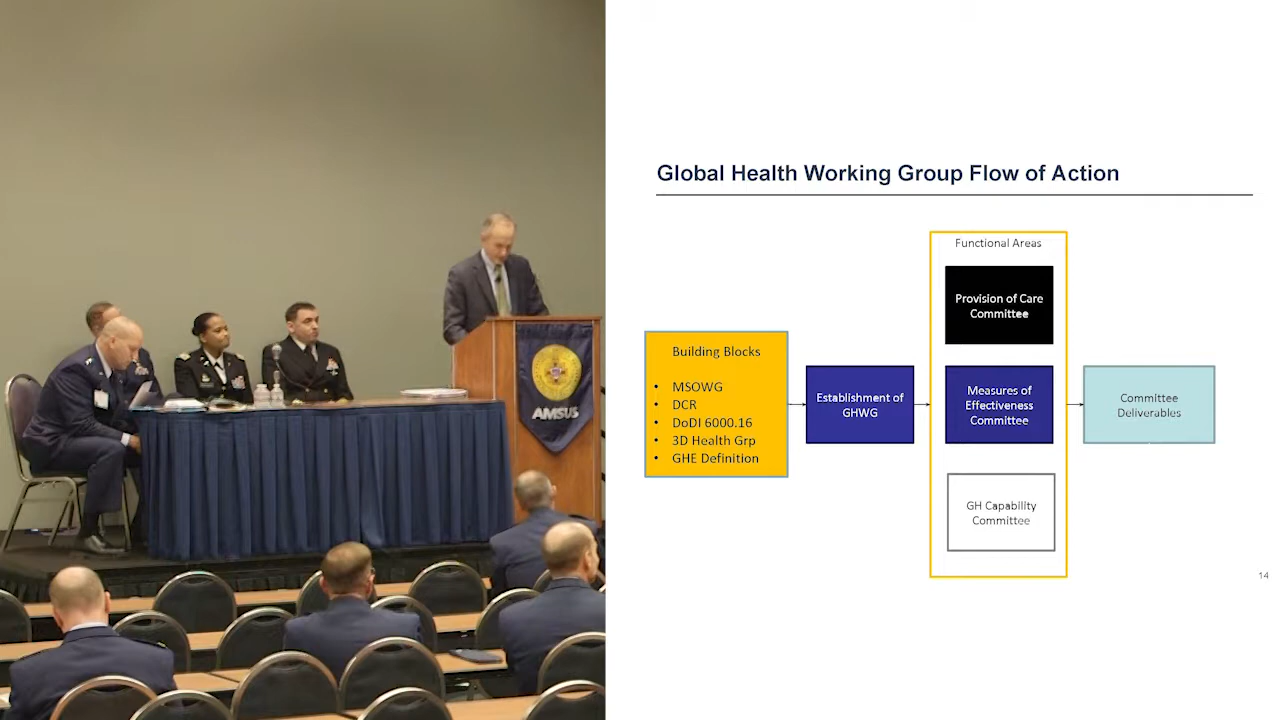 AMSUS
Global Health Working Group Flow of Action
Building Blocks
• MSOWG
• DCR
• DoDI 6000.16
• 3D Health Grp
• GHE Definition
Establishment of
GHWG
Functional Areas
Provision of Care
Committee
Measures of
Effectiveness
Committee
GH Capability
Committee
Committee
Deliverables
14